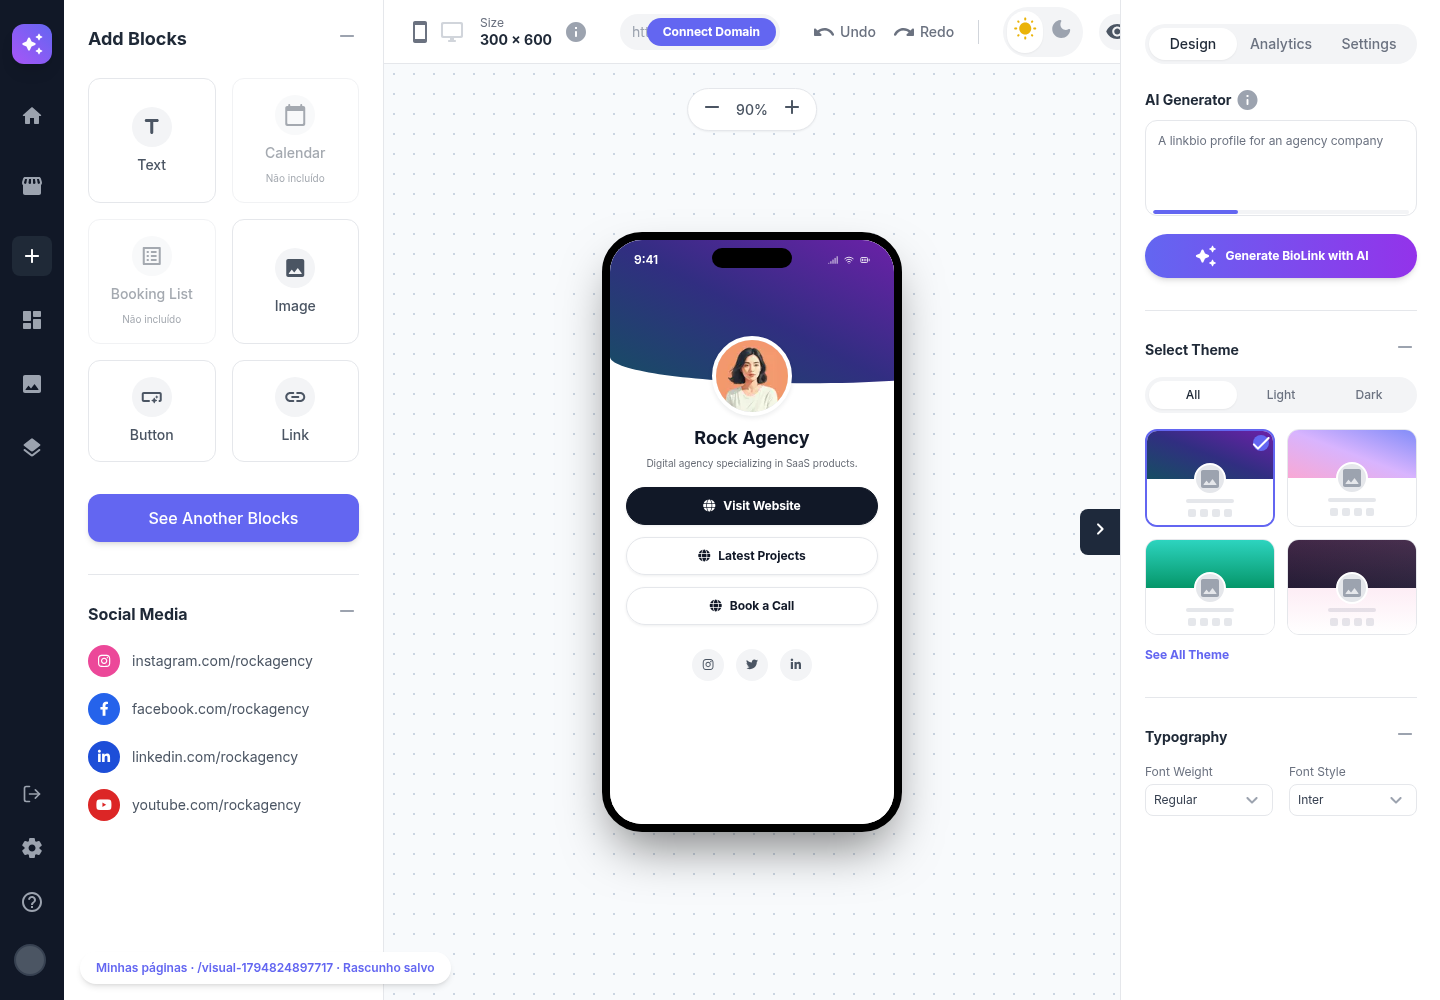 Add Blocks
Text
Calendar
Não incluído
Booking List
Não incluído
Image
Button
Link
See Another Blocks
Social Media
instagram.com/rockagency
facebook.com/rockagency
linkedin.com/rockagency
youtube.com/rockagency
Minhas páginas · /visual-1794824897717 · Rascunho salvo
Size
300 × 600
Connect Domain
Undo
Redo
90%
9:41
Rock Agency
Digital agency specializing in SaaS products.
Visit Website
Latest Projects
Book a Call
Design
Analytics
Settings
AI Generator
A linkbio profile for an agency company
Generate BioLink with AI
Select Theme
All
Light
Dark
See All Theme
Typography
Font Weight
Font Style
Regular
Inter